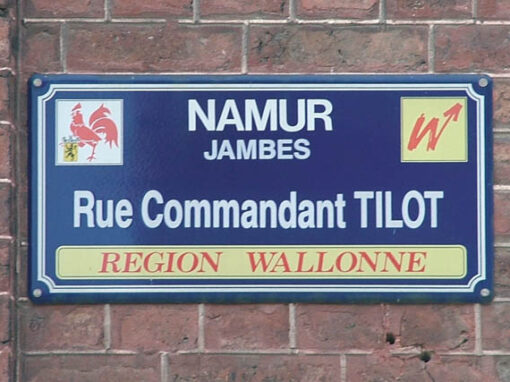 NAMUR
JAMBES
W
Rue Commandant TILOT
REGION WALLONNE